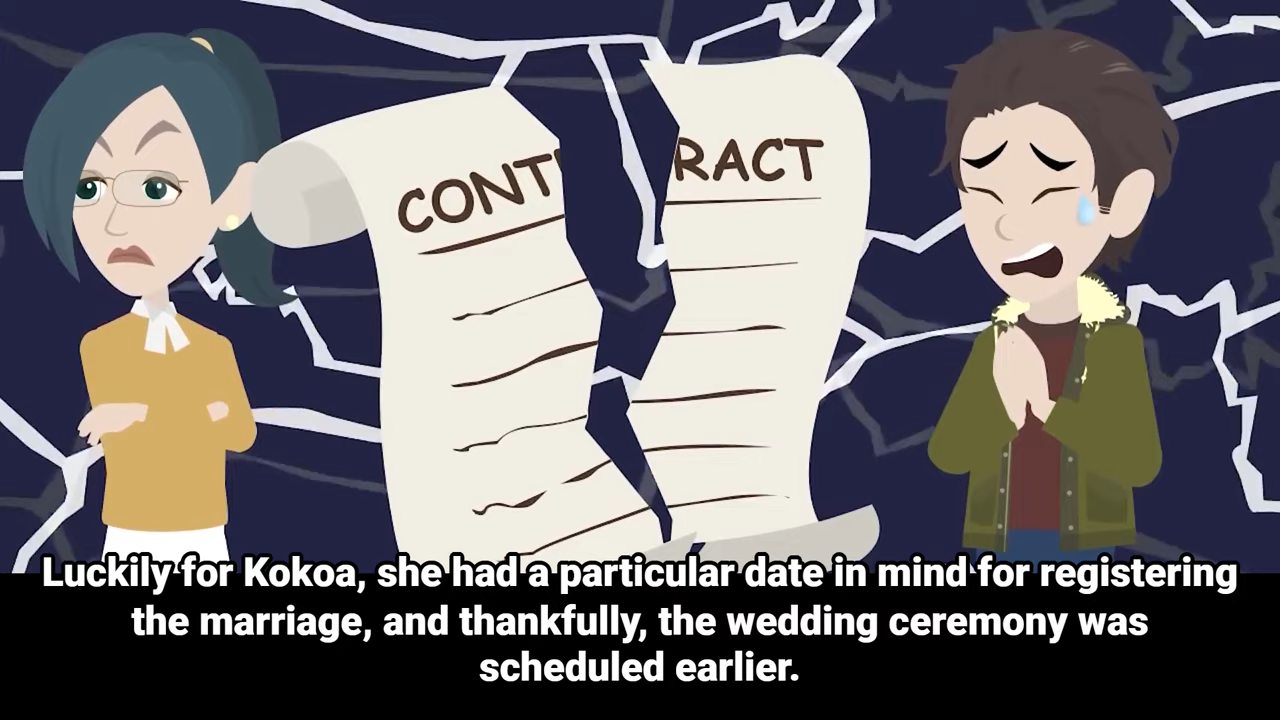 CONT RACT
Luckily for Kokoa, she had a particular date in mind for registering
the marriage, and thankfully, the wedding ceremony was
scheduled earlier.